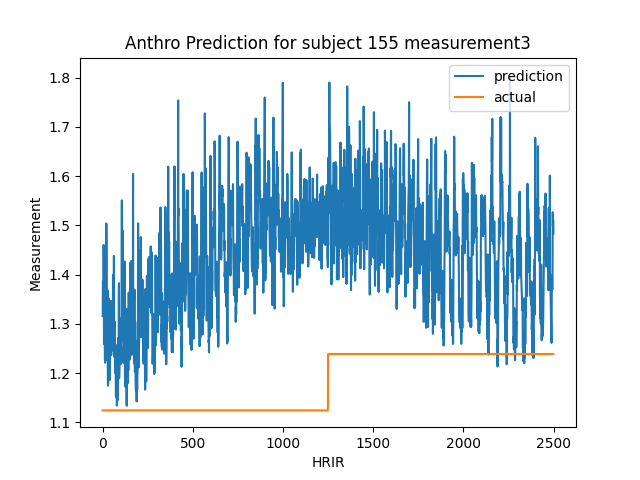 Anthro Prediction for subject 155 measurement3
prediction
actual
Measurement
1.8
1.7
1.6
1.5
1.4
1.3
1.2
1.1
0
500
1000
1500
2000
2500
HRIR